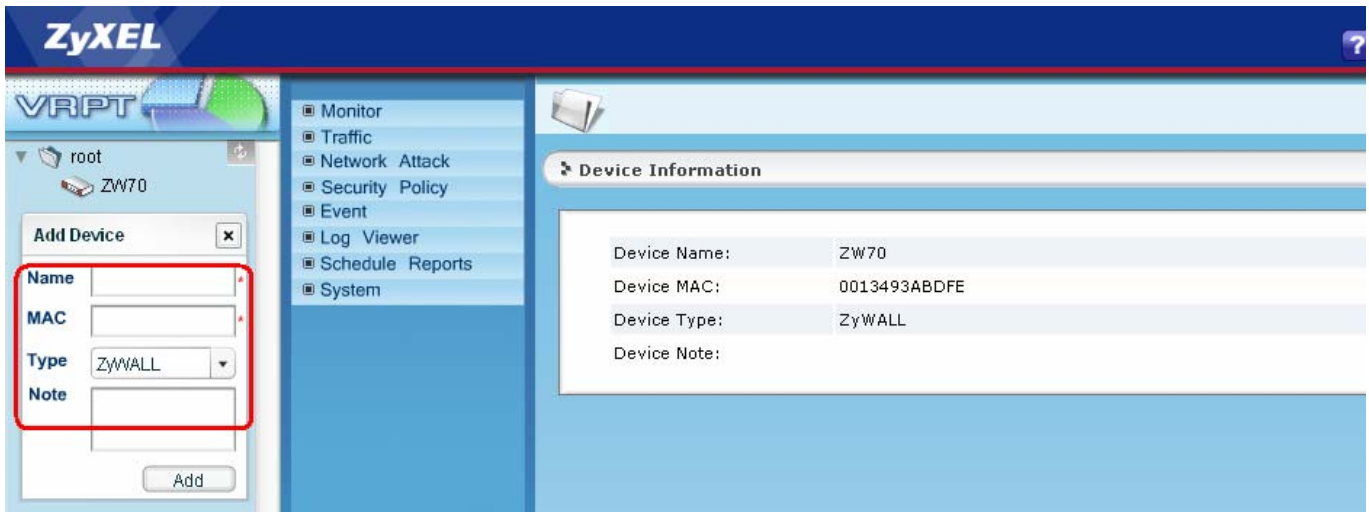 ZyXEL
?
VRPT
root
ZW70
Add Device
Name *
MAC *
Type ZyWALL
Note
Add
Monitor
Traffic
Network Attack
Security Policy
Event
Log Viewer
Schedule Reports
System
Device Information
Device Name: ZW70
Device MAC: 0013493ABDFE
Device Type: ZyWALL
Device Note: